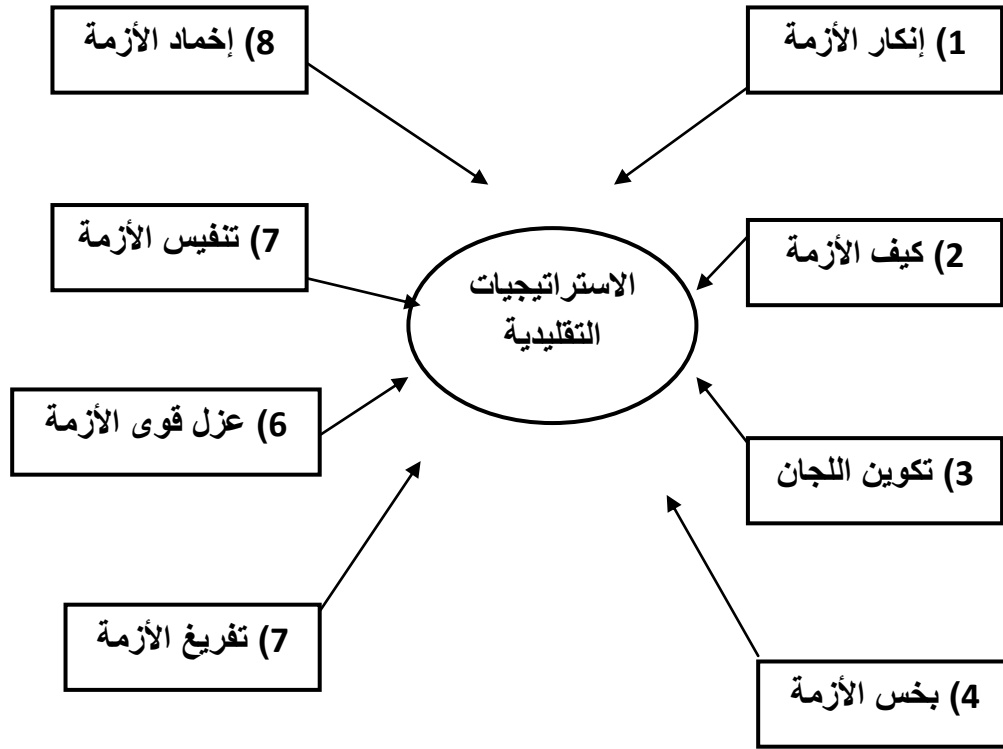 1) إنكار الأزمة
2) كيف الأزمة
3) تكوين اللجان
4) بخس الأزمة
7) تفريغ الأزمة
6) عزل قوى الأزمة
7) تنفيس الأزمة
8) إخماد الأزمة
الاستراتيجيات
التقليدية